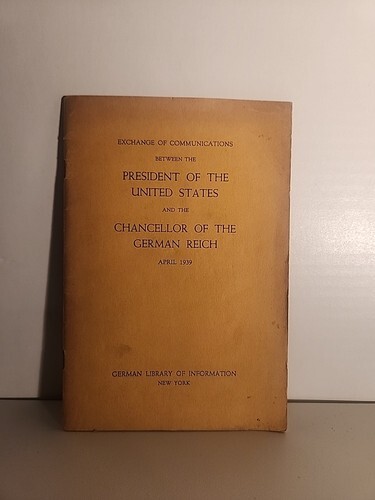 EXCHANGE OF COMMUNICATIONS
BETWEEN THE
PRESIDENT OF THE
UNITED STATES
AND THE
CHANCELLOR OF THE
GERMAN REICH
APRIL 1939
GERMAN LIBRARY OF INFORMATION
NEW YORK